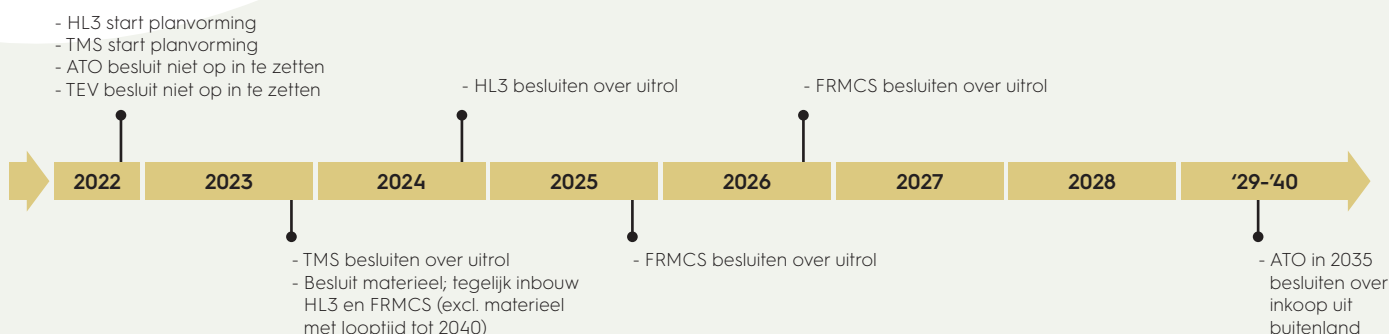 - HL3 start planvorming
- TMS start planvorming
- ATO besluit niet op in te zetten
- TEV besluit niet op in te zetten
- HL3 besluiten over uitrol
- FRMCS besluiten over uitrol
2022
2023
2024
2025
2026
2027
2028
‘29-’40
- TMS besluiten over uitrol
- Besluit materieel; tegelijk inbouw
HL3 en FRMCS (excl. materieel
met looptijd tot 2040)
- FRMCS besluiten over uitrol
- ATO in 2035
besluiten over
inkoop uit
buitenland